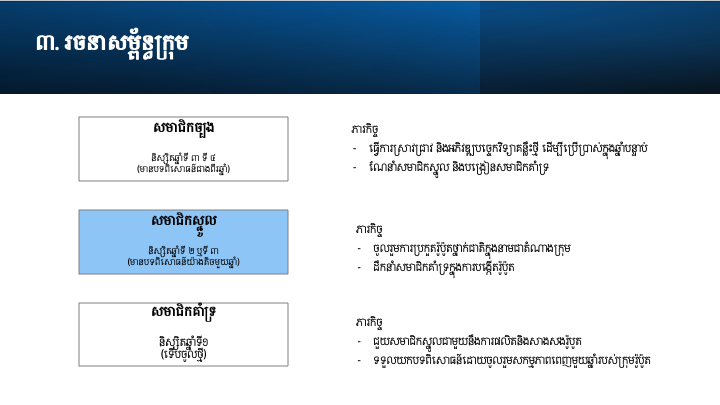 ៣. រចនាសម្ព័ន្ធក្រុម
សមាជិកច្បង
និស្សិតឆ្នាំទី ៣ ទី ៤
(មានបទពិសោធន៍ជាងពីរឆ្នាំ)
ភារកិច្ច
- ធ្វើការស្រាវជ្រាវ និងអភិវឌ្ឍបច្ចេកវិទ្យាគន្លឹះថ្មី ដើម្បីប្រើប្រាស់ក្នុងឆ្នាំបន្ទាប់
- ណែនាំសមាជិកស្នូល និងបង្រៀនសមាជិកគាំទ្រ
សមាជិកស្នូល
និស្សិតឆ្នាំទី ២ ឬទី ៣
(មានបទពិសោធន៍យ៉ាងតិចមួយឆ្នាំ)
ភារកិច្ច
- ចូលរួមការប្រកួតរ៉ូប៉ូតថ្នាក់ជាតិក្នុងនាមជាតំណាងក្រុម
- ដឹកនាំសមាជិកគាំទ្រក្នុងការបង្កើតរ៉ូប៉ូត
សមាជិកគាំទ្រ
និស្សិតឆ្នាំទី១
(ទើបចូលថ្មី)
ភារកិច្ច
- ជួយសមាជិកស្នូលជាមួយនឹងការផលិតនិងសាងសង់រ៉ូបូត
- ទទួលយកបទពិសោធន៍ដោយចូលរួមសកម្មភាពពេញមួយឆ្នាំរបស់ក្រុមរ៉ូប៉ូត